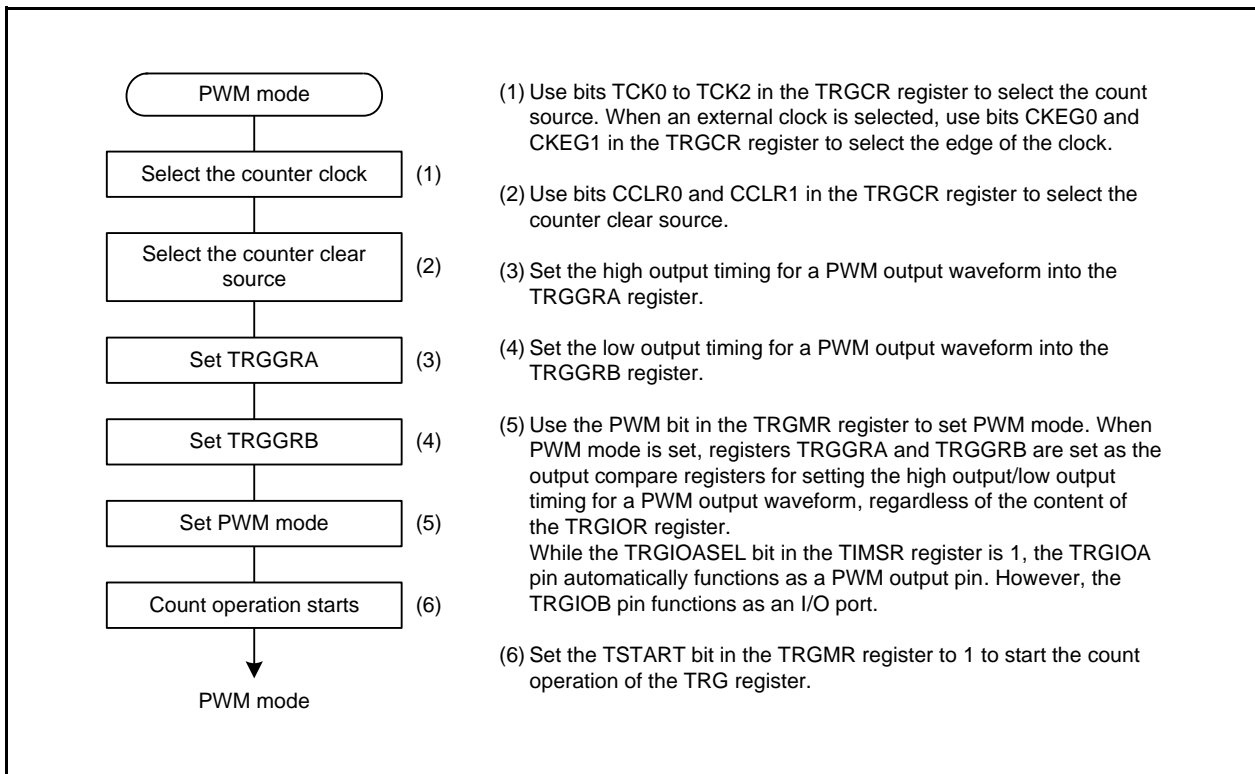 PWM mode
Select the counter clock
(1)
Select the counter clear
source
(2)
Set TRGGRA
(3)
Set TRGGRB
(4)
Set PWM mode
(5)
Count operation starts
(6)
PWM mode
(1) Use bits TCK0 to TCK2 in the TRGCR register to select the count
source. When an external clock is selected, use bits CKEG0 and
CKEG1 in the TRGCR register to select the edge of the clock.
(2) Use bits CCLR0 and CCLR1 in the TRGCR register to select the
counter clear source.
(3) Set the high output timing for a PWM output waveform into the
TRGGRA register.
(4) Set the low output timing for a PWM output waveform into the
TRGGRB register.
(5) Use the PWM bit in the TRGMR register to set PWM mode. When
PWM mode is set, registers TRGGRA and TRGGRB are set as the
output compare registers for setting the high output/low output
timing for a PWM output waveform, regardless of the content of
the TRGIOR register.
While the TRGIOASEL bit in the TIMSR register is 1, the TRGIOA
pin automatically functions as a PWM output pin. However, the
TRGIOB pin functions as an I/O port.
(6) Set the TSTART bit in the TRGMR register to 1 to start the count
operation of the TRG register.